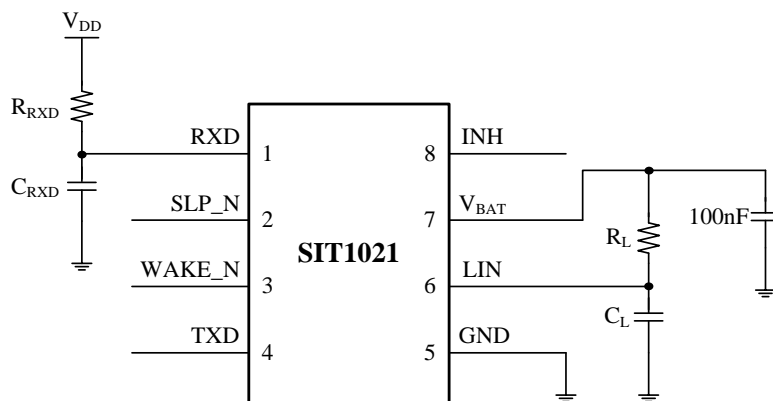 V_DD
R_RXD
RXD
1
8
INH
C_RXD
SLP_N
2
7
V_BAT
100nF
SIT1021
R_L
WAKE_N
3
6
LIN
C_L
TXD
4
5
GND